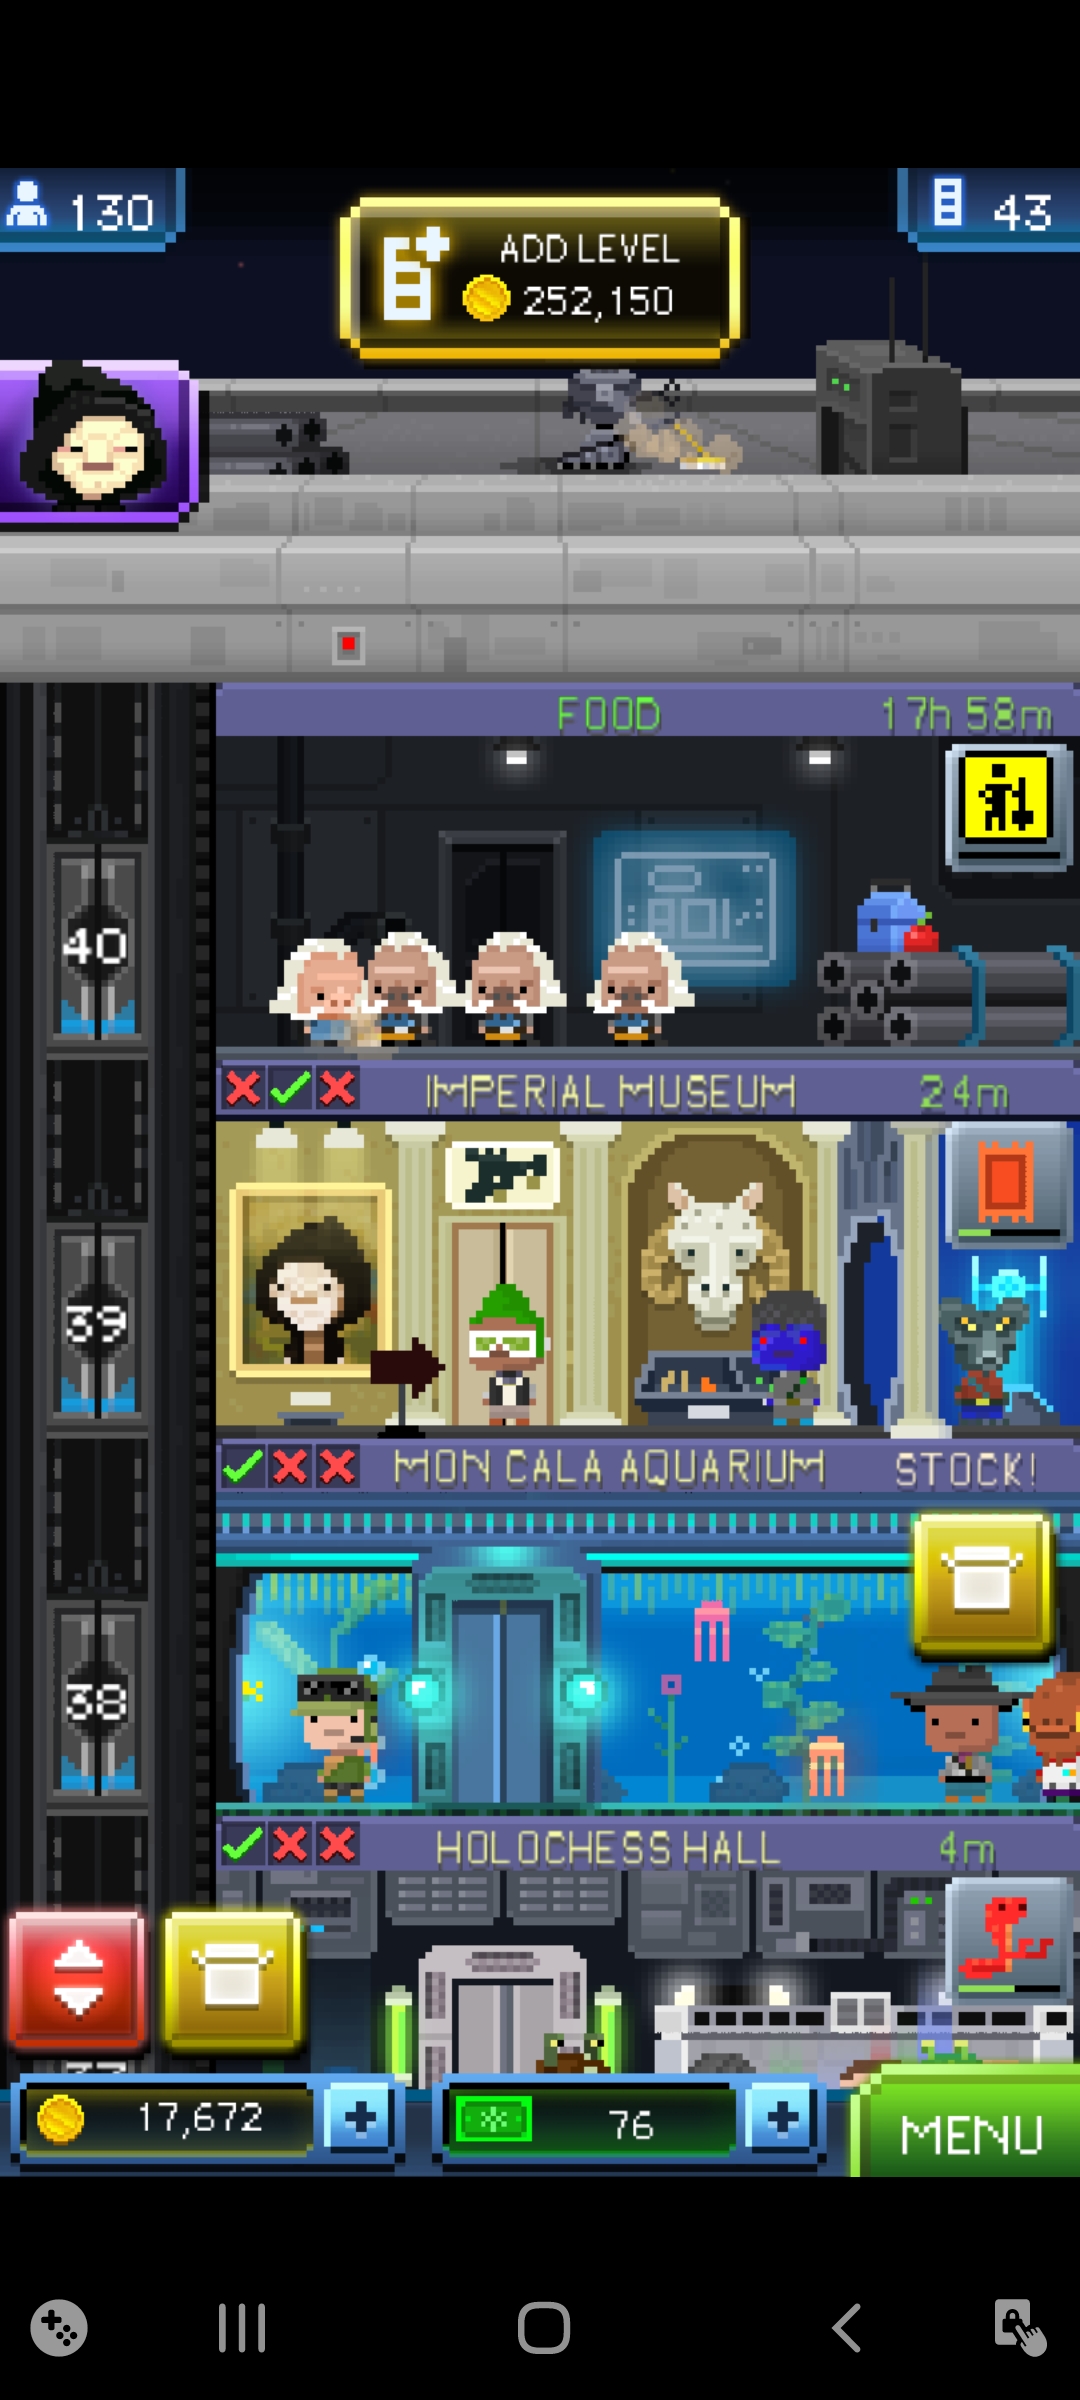 130
ADD LEVEL
252,150
43
FOOD
17h 58m
40
IMPERIAL MUSEUM
24m
39
MON CALA AQUARIUM
STOCK!
38
HOLOCHESS HALL
4m
17,672
76
MENU